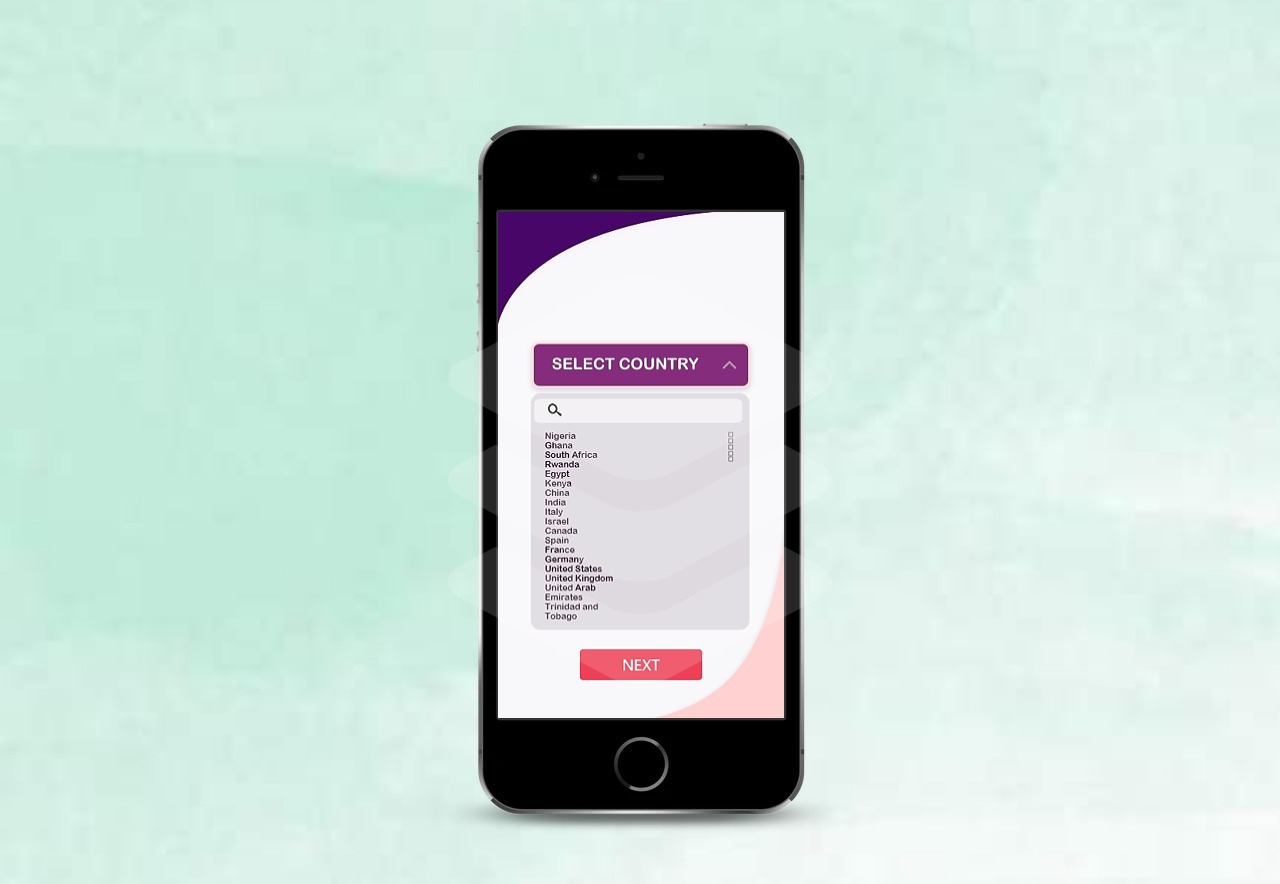 SELECT COUNTRY
Nigeria
Ghana
South Africa
Rwanda
Egypt
Kenya
China
India
Italy
Israel
Canada
Spain
France
Germany
United States
United Kingdom
United Arab
Emirates
Trinidad and
Tobago
NEXT